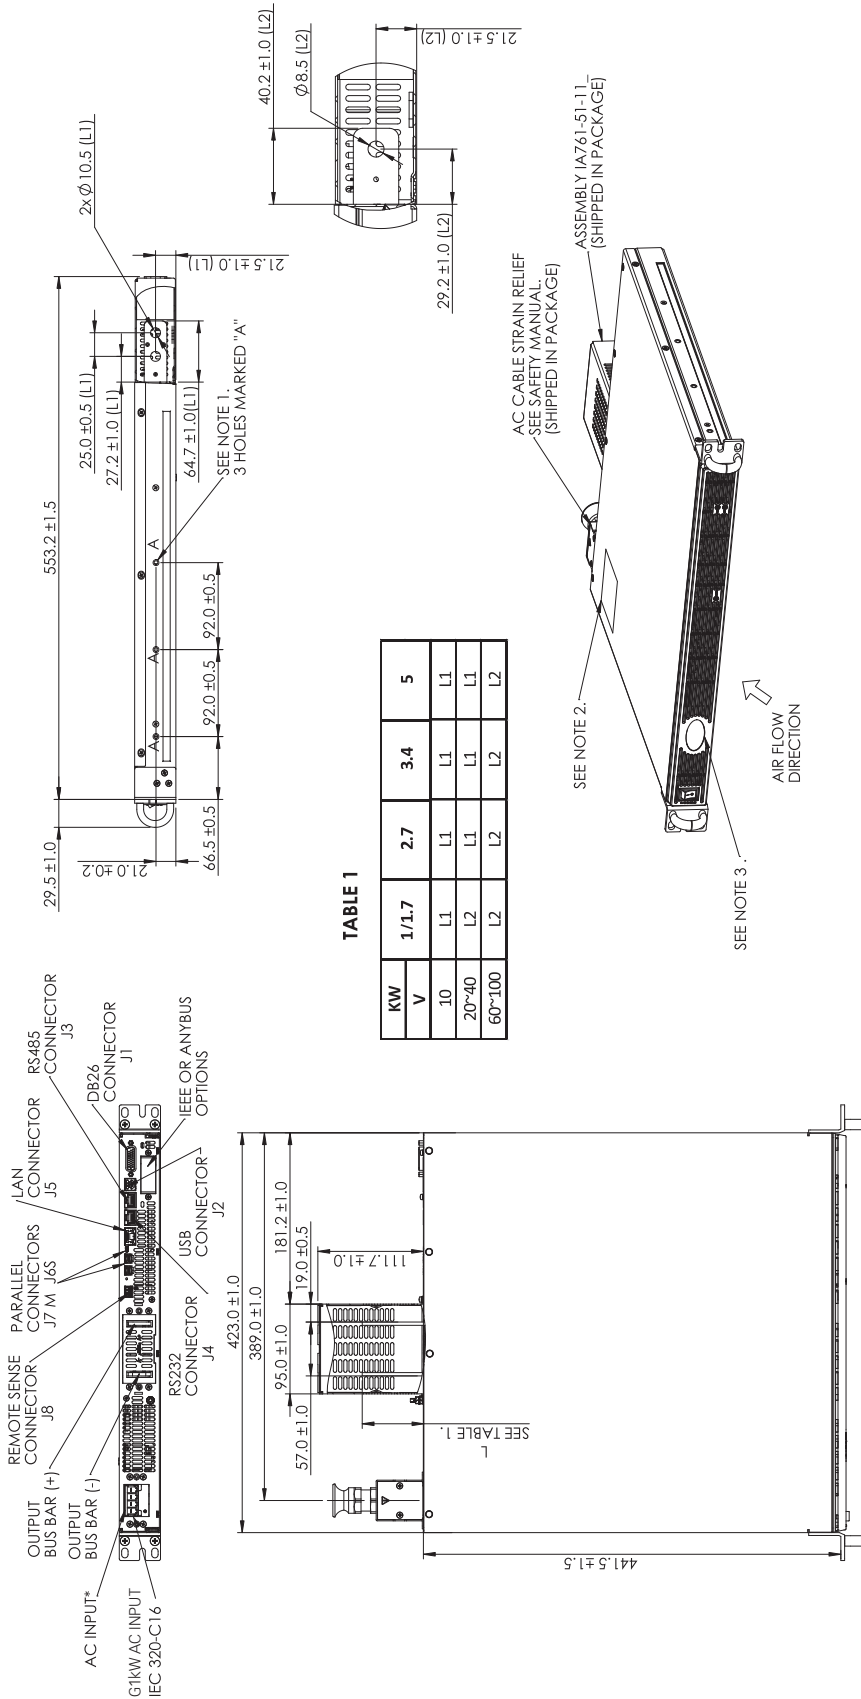 REMOTE SENSE
CONNECTOR
J8
PARALLEL
CONNECTORS
J7 M J6S
LAN
CONNECTOR
J5
RS485
CONNECTOR
J3
DB26
CONNECTOR
J1
OUTPUT
BUS BAR (+)
OUTPUT
BUS BAR (-)
AC INPUT*
G1kW AC INPUT
IEC 320-C16
RS232
CONNECTOR
J4
USB
CONNECTOR
J2
IEEE OR ANYBUS
OPTIONS
423.0 ±1.0
389.0 ±1.0
181.2 ±1.0
19.0 ±0.5
95.0 ±1.0
57.0 ±1.0
111.7 ±1.0
L
SEE TABLE 1.
441.5 ±1.5
29.5 ±1.0
553.2 ±1.5
21.0 ±0.2
66.5 ±0.5
92.0 ±0.5
92.0 ±0.5
A
A
A
SEE NOTE 1.
3 HOLES MARKED "A"
25.0 ±0.5 (L1)
27.2 ±1.0 (L1)
64.7 ±1.0(L1)
2x Ø10.5 (L1)
21.5 ±1.0 (L1)
40.2 ±1.0 (L2)
Ø8.5 (L2)
21.5 ±1.0 (L2)
29.2 ±1.0 (L2)
TABLE 1
KW 1/1.7 2.7 3.4 5
V
10 L1 L1 L1 L1
20~40 L2 L1 L1 L1
60~100 L2 L2 L2 L2
AC CABLE STRAIN RELIEF
SEE SAFETY MANUAL.
(SHIPPED IN PACKAGE)
ASSEMBLY IA761-51-11_
(SHIPPED IN PACKAGE)
SEE NOTE 2.
SEE NOTE 3 .
AIR FLOW
DIRECTION